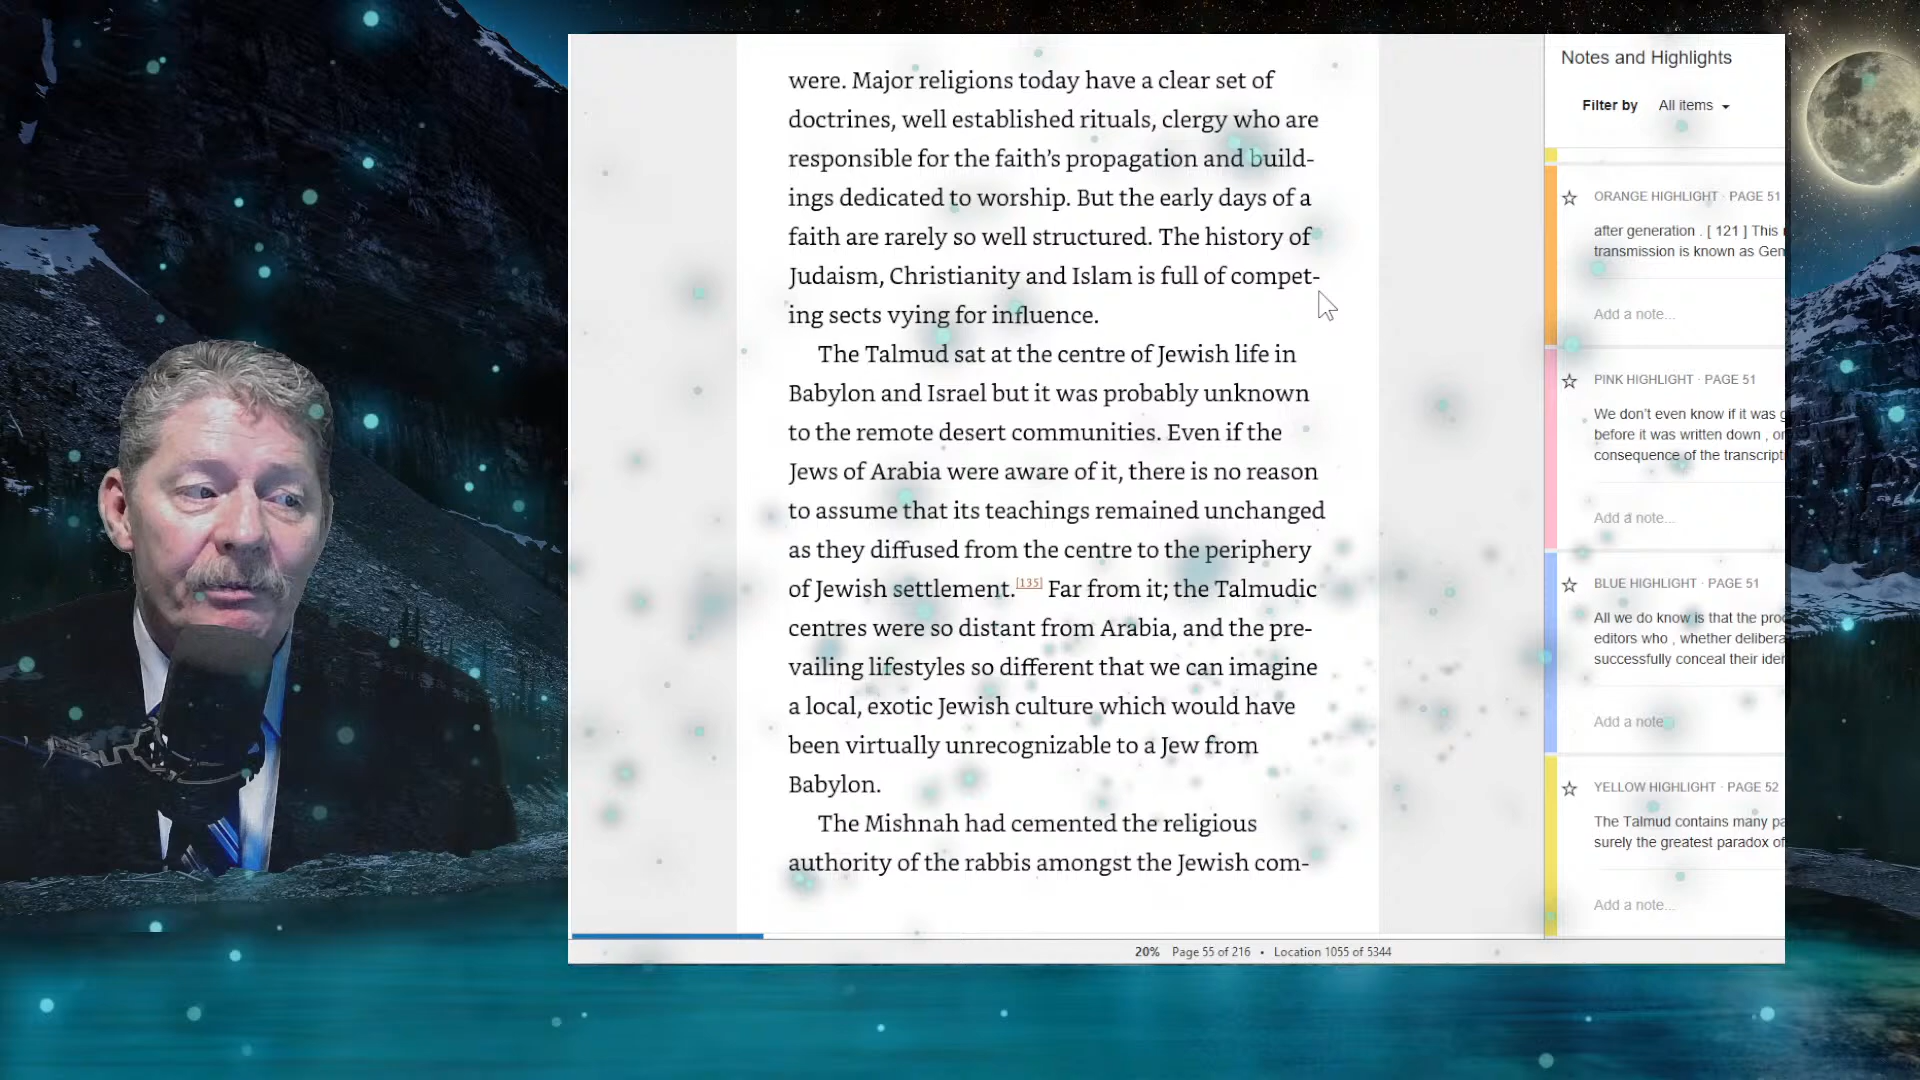 were. Major religions today have a clear set of
doctrines, well established rituals, clergy who are
responsible for the faith's propagation and build-
ings dedicated to worship. But the early days of a
faith are rarely so well structured. The history of
Judaism, Christianity and Islam is full of compet-
ing sects vying for influence.
The Talmud sat at the centre of Jewish life in
Babylon and Israel but it was probably unknown
to the remote desert communities. Even if the
Jews of Arabia were aware of it, there is no reason
to assume that its teachings remained unchanged
as they diffused from the centre to the periphery
of Jewish settlement.[135] Far from it; the Talmudic
centres were so distant from Arabia, and the pre-
vailing lifestyles so different that we can imagine
a local, exotic Jewish culture which would have
been virtually unrecognizable to a Jew from
Babylon.
The Mishnah had cemented the religious
authority of the rabbis amongst the Jewish com-
20% Page 55 of 216 • Location 1055 of 5344
Notes and Highlights
Filter by All items
ORANGE HIGHLIGHT · PAGE 51
after generation . [ 121 ] This
transmission is known as
Add a note...
PINK HIGHLIGHT · PAGE 51
We don't even know if it was
before it was written down ,
consequence of the
Add a note...
BLUE HIGHLIGHT · PAGE 51
All we do know is that the
editors who , whether
successfully conceal their
Add a note...
YELLOW HIGHLIGHT · PAGE 52
The Talmud contains many
surely the greatest paradox
Add a note...